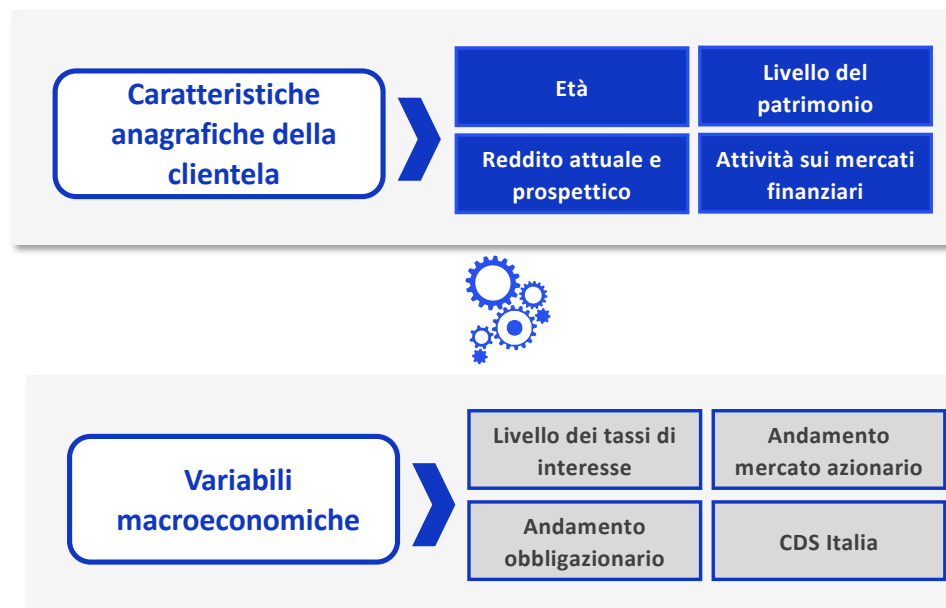 Caratteristiche
anagrafiche della
clientela
Età
Livello del
patrimonio
Reddito attuale e
prospettico
Attività sui mercati
finanziari
Variabili
macroeconomiche
Livello dei tassi di
interesse
Andamento
mercato azionario
Andamento
obbligazionario
CDS Italia